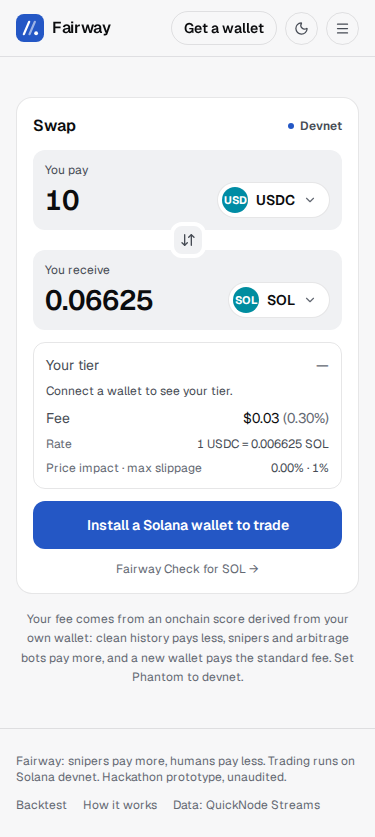 Fairway
Get a wallet
Swap
Devnet
You pay
10
USD
USDC
You receive
0.06625
SOL
SOL
Your tier
—
Connect a wallet to see your tier.
Fee
$0.03 (0.30%)
Rate
1 USDC = 0.006625 SOL
Price impact · max slippage
0.00% · 1%
Install a Solana wallet to trade
Fairway Check for SOL →
Your fee comes from an onchain score derived from your
own wallet: clean history pays less, snipers and arbitrage
bots pay more, and a new wallet pays the standard fee. Set
Phantom to devnet.
Fairway: snipers pay more, humans pay less. Trading runs on
Solana devnet. Hackathon prototype, unaudited.
Backtest
How it works
Data: QuickNode Streams